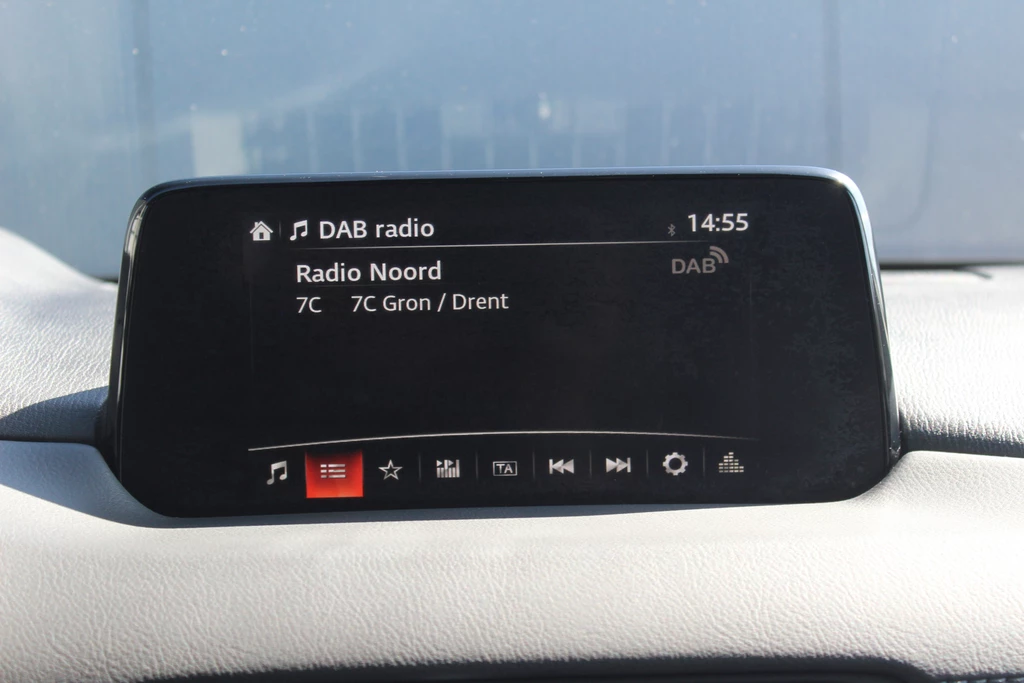 DAB radio 14:55
Radio Noord DAB
7C 7C Gron / Drent
TA